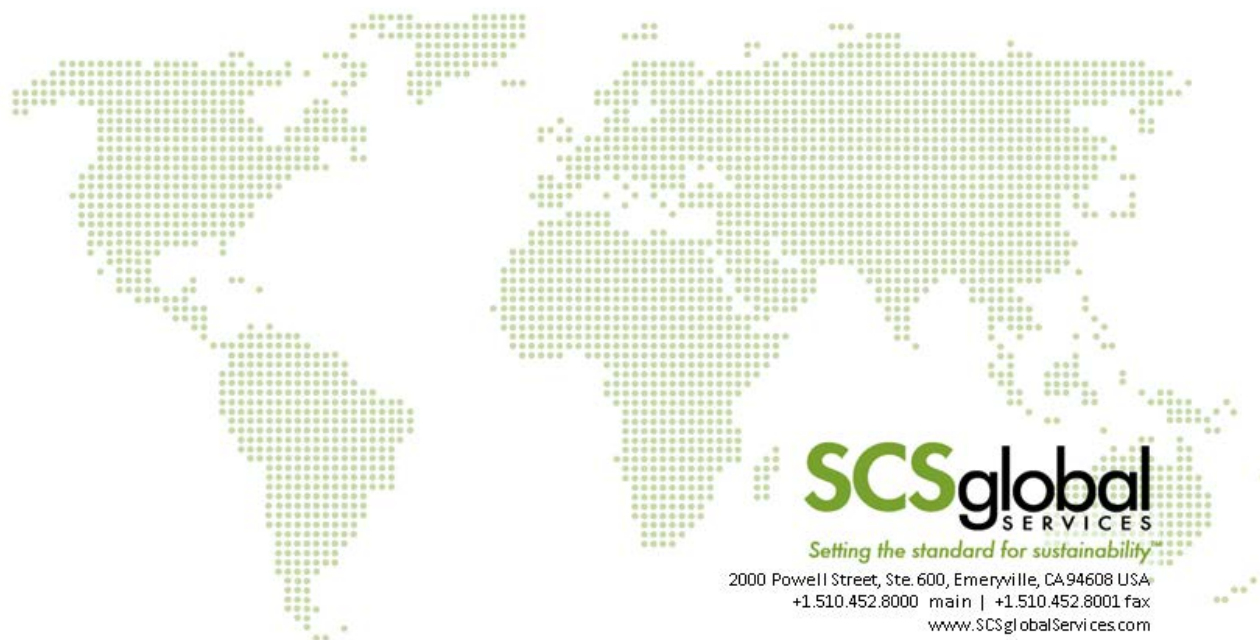 SCSglobal
SERVICES
Setting the standard for sustainability™
2000 Powell Street, Ste. 600, Emeryville, CA 94608 USA
+1.510.452.8000 main | +1.510.452.8001 fax
www.SCSglobalServices.com